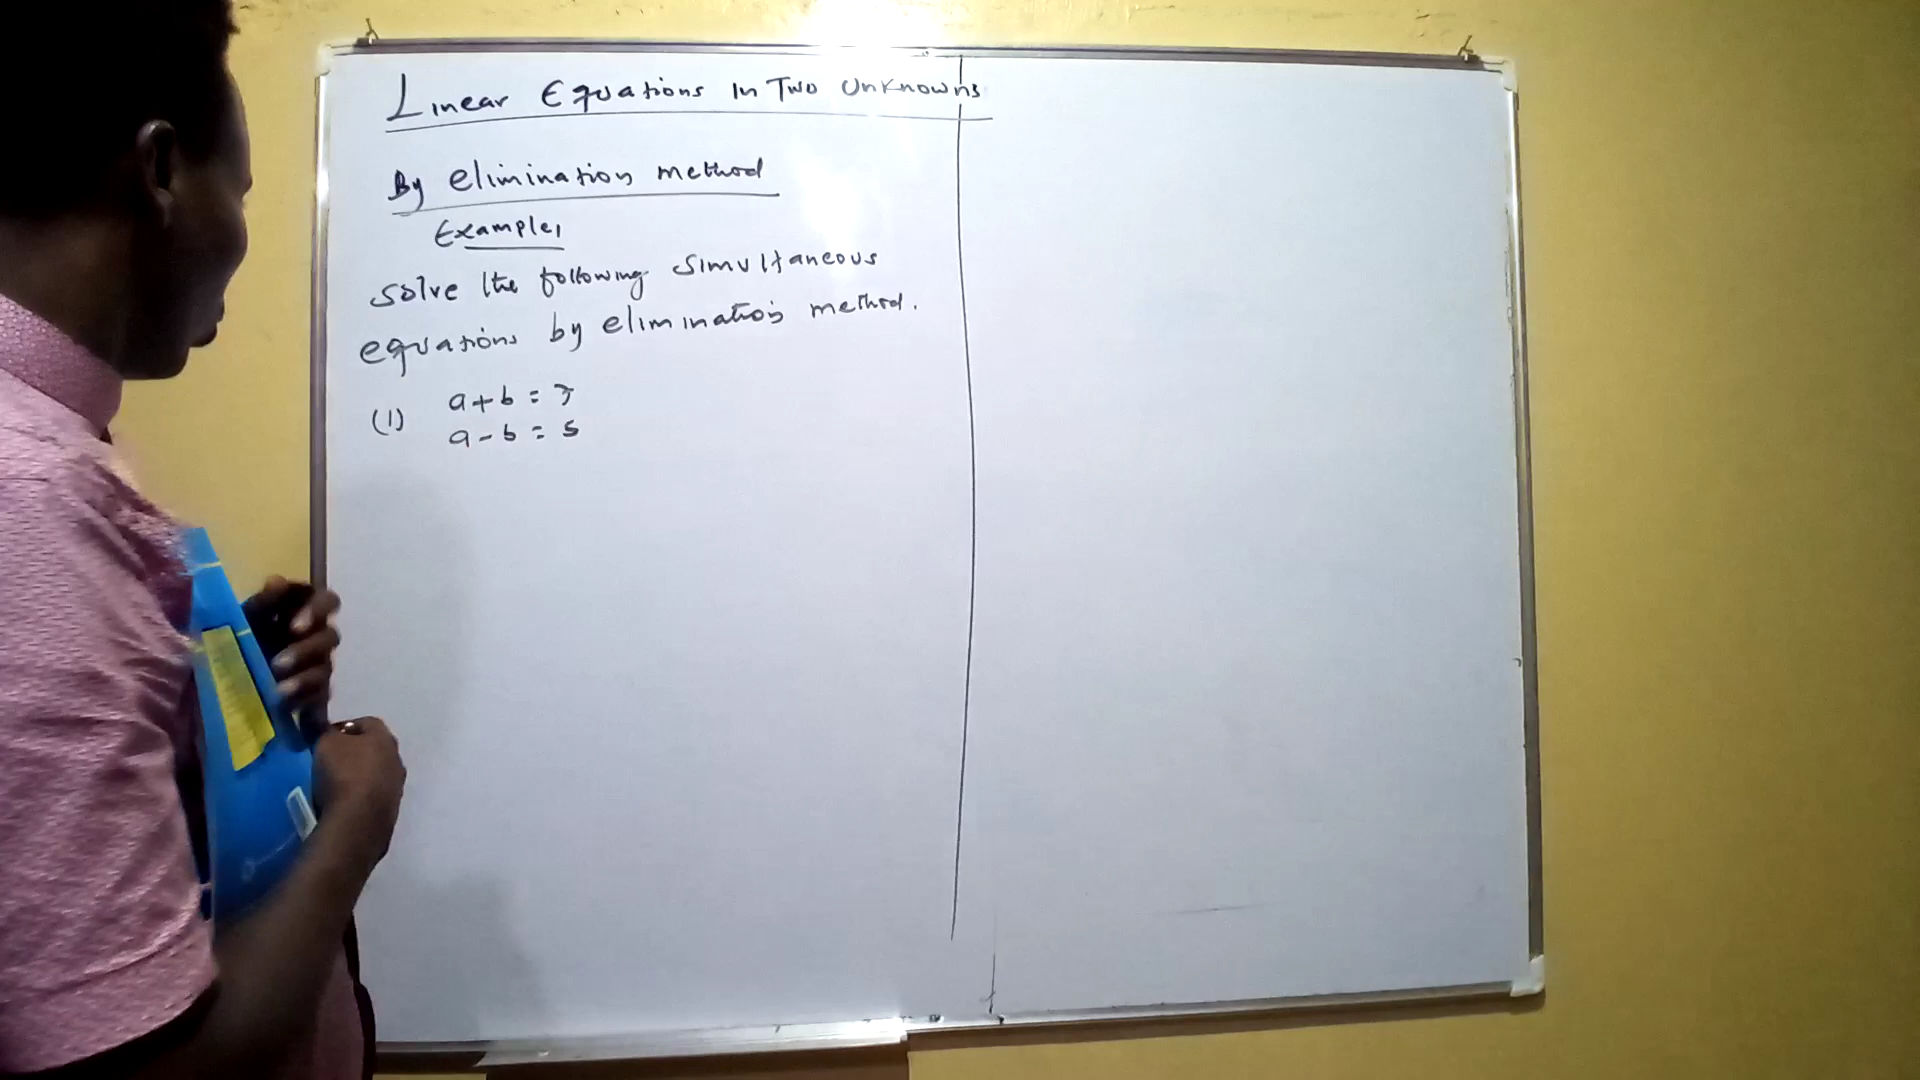 Linear Equations In Two Unknowns
By elimination method
Example,
solve the following simultaneous
equations by elimination method.
(1) a + b = 7
a - b = 5